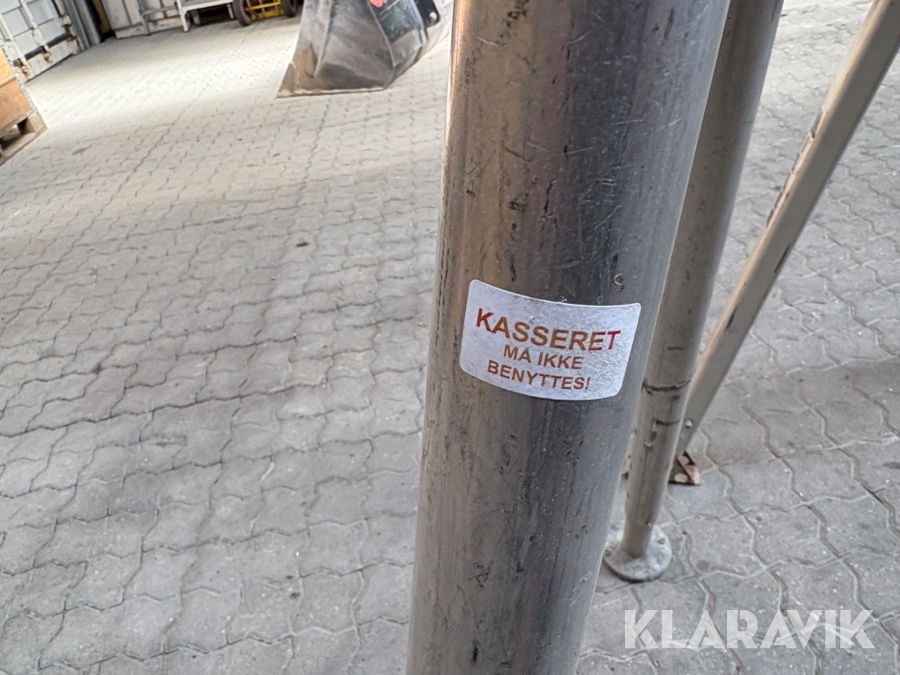 KASSERET
MÅ IKKE
BENYTTES!
KLARAVIK